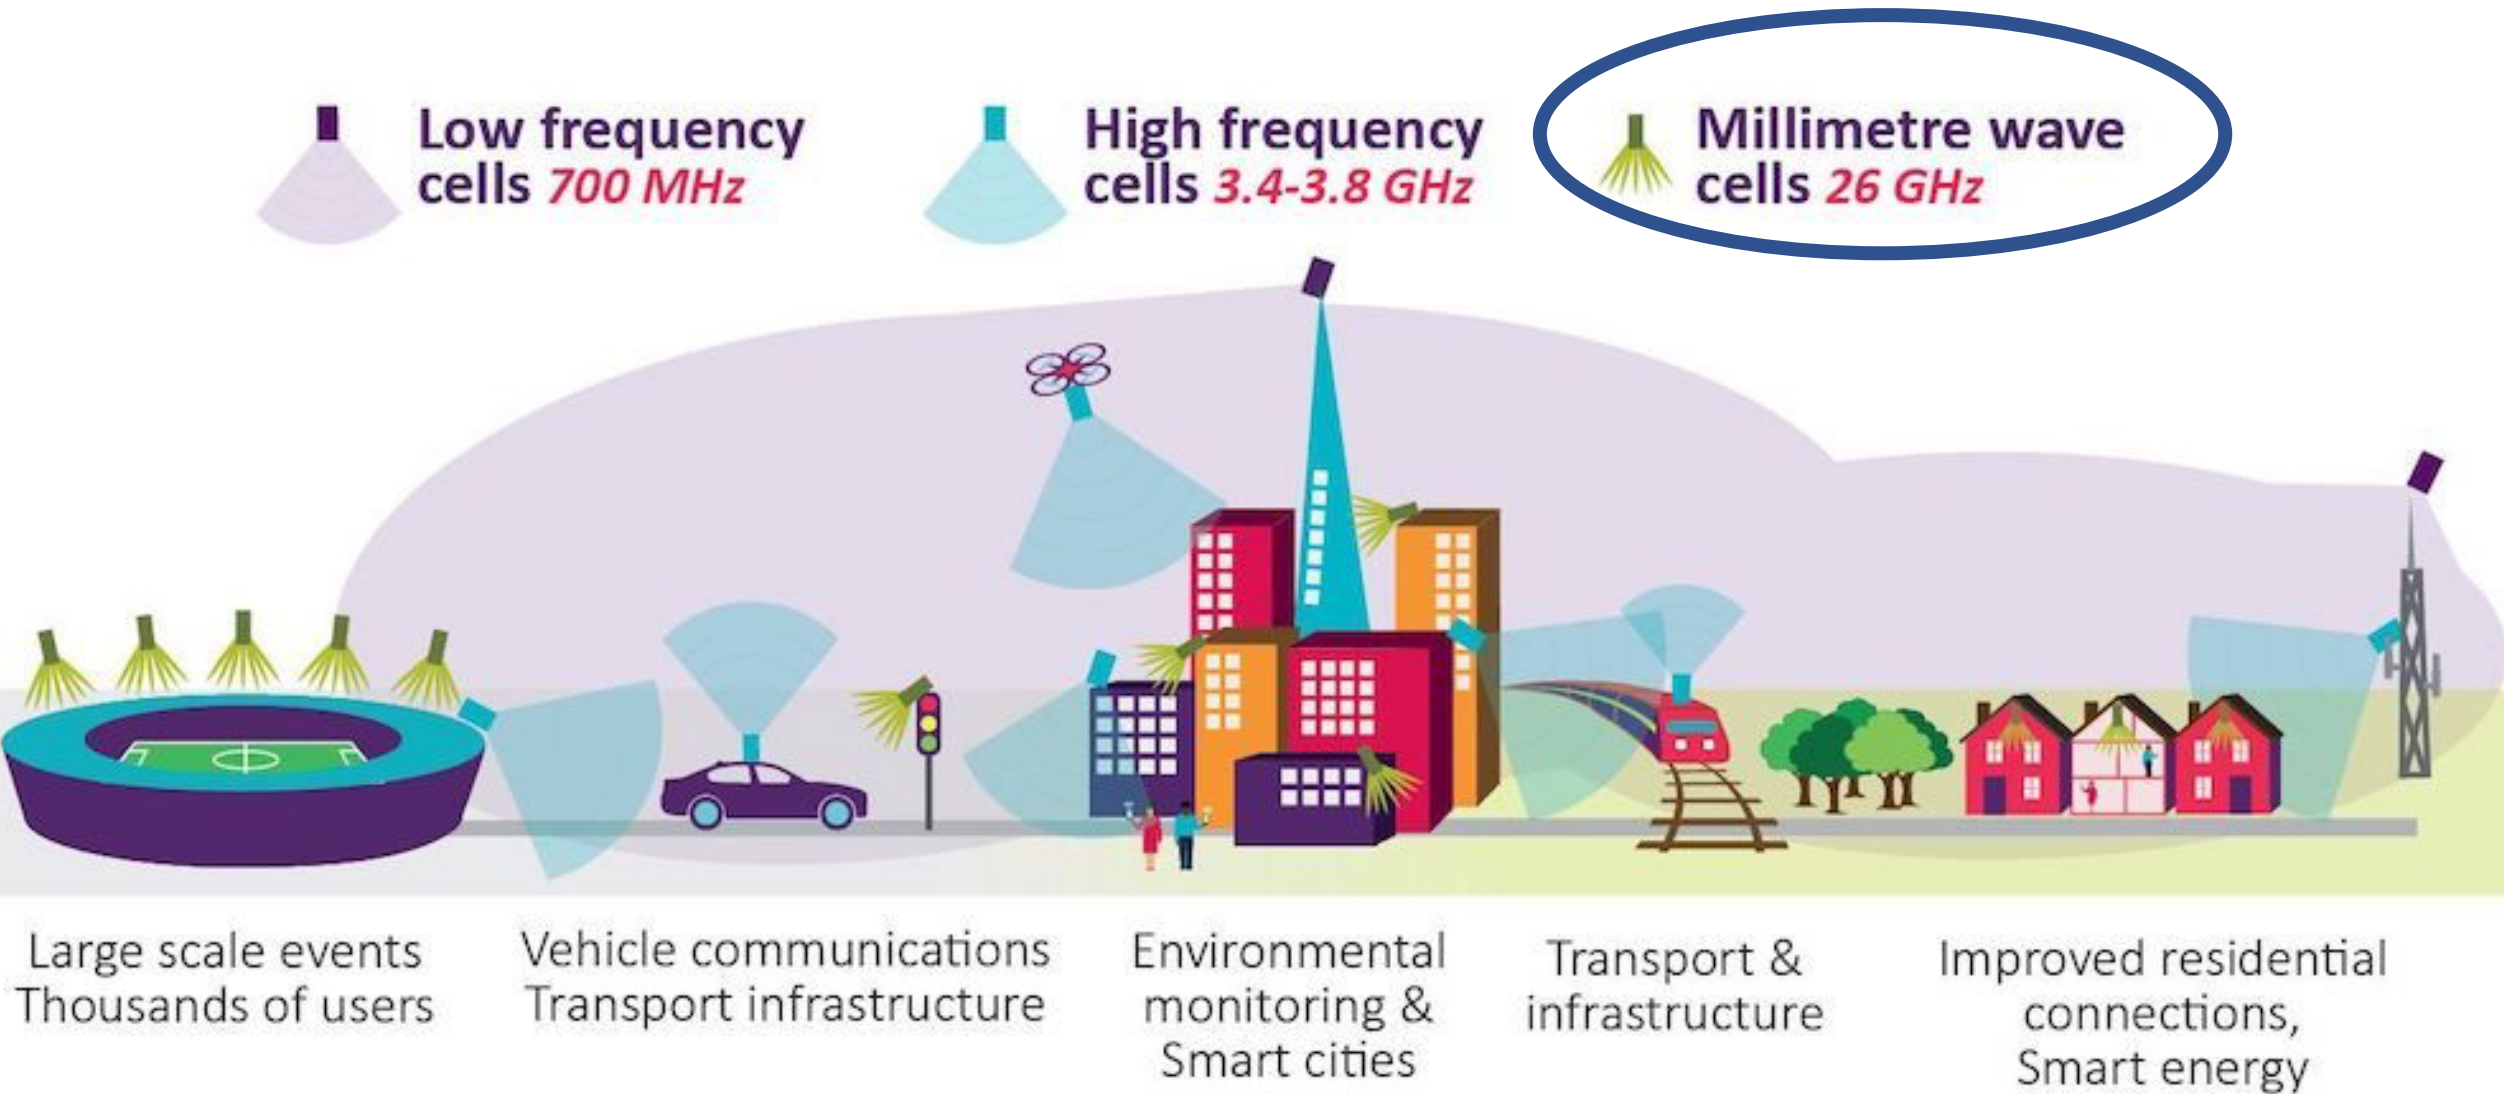 Low frequency
cells 700 MHz
High frequency
cells 3.4-3.8 GHz
Millimetre wave
cells 26 GHz
Large scale events
Thousands of users
Vehicle communications
Transport infrastructure
Environmental
monitoring &
Smart cities
Transport &
infrastructure
Improved residential
connections,
Smart energy